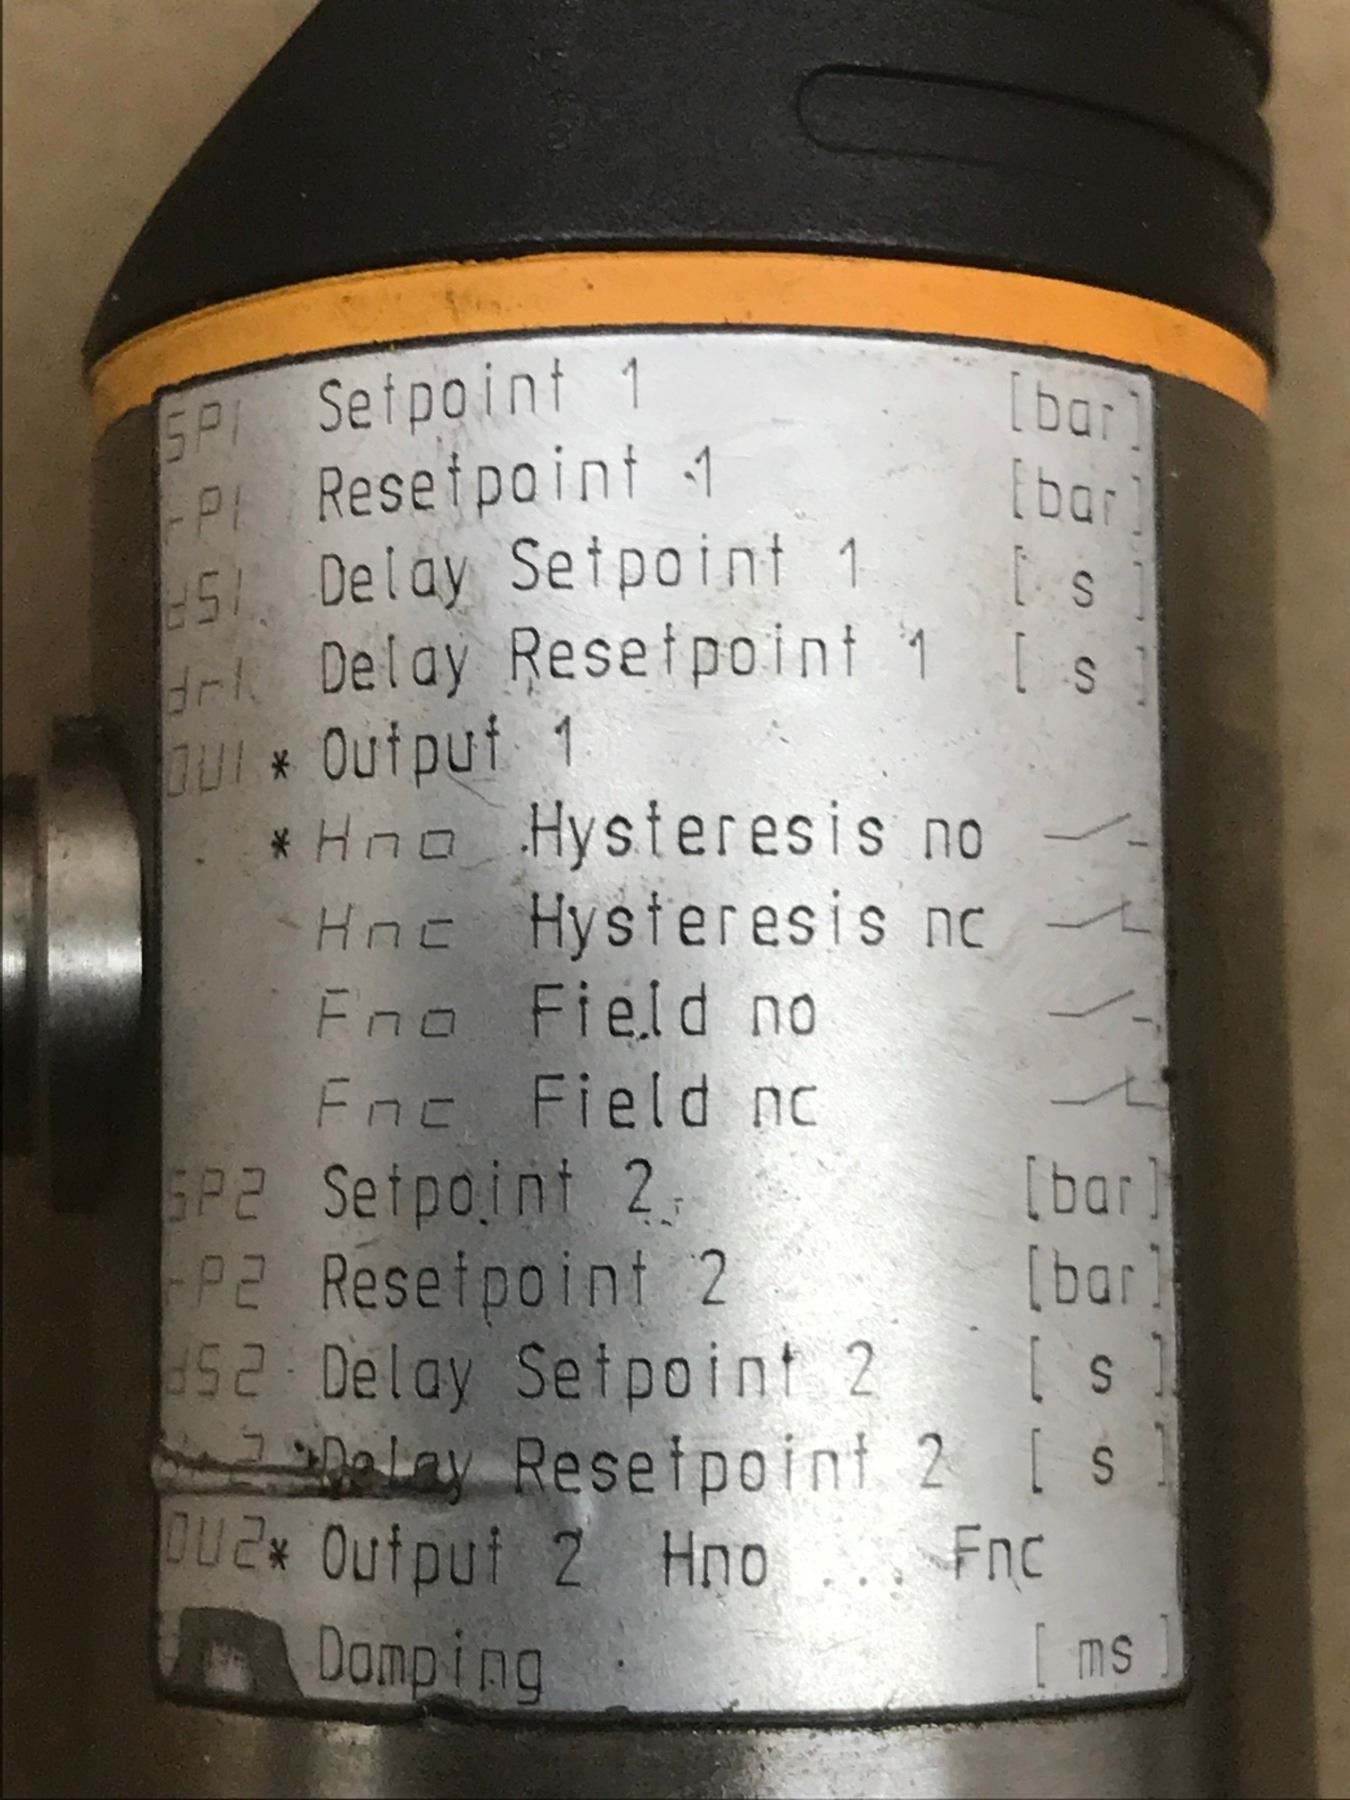 SP1 Setpoint 1 [bar]
rP1 Resetpoint 1 [bar]
dS1 Delay Setpoint 1 [ s ]
dr1 Delay Resetpoint 1 [ s ]
OU1 * Output 1
* Hno Hysteresis no
Hnc Hysteresis nc
Fno Field no
Fnc Field nc
SP2 Setpoint 2 [bar]
rP2 Resetpoint 2 [bar]
dS2 Delay Setpoint 2 [ s ]
Delay Resetpoint 2 [ s ]
OU2* Output 2 Hno ... Fnc
Damping [ ms ]